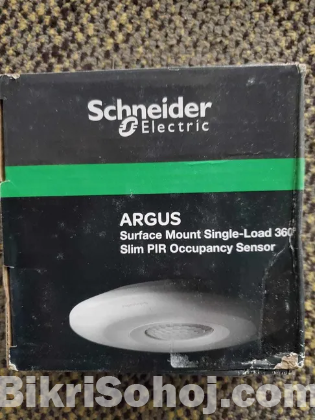 Schneider
Electric
ARGUS
Surface Mount Single-Load 360°
Slim PIR Occupancy Sensor
BikriSohoj.com